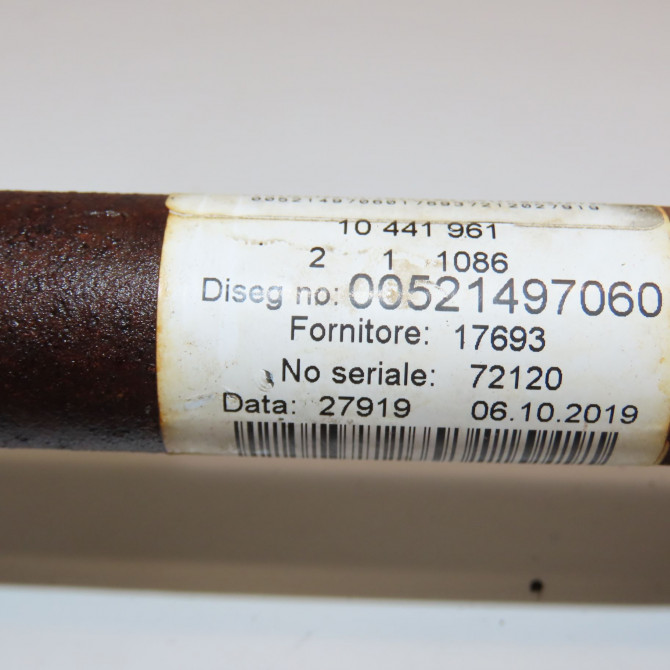 00521497060176937212027919
10 441 961
2 1 1086
Diseg no: 00521497060
Fornitore: 17693
No seriale: 72120
Data: 27919 06.10.2019